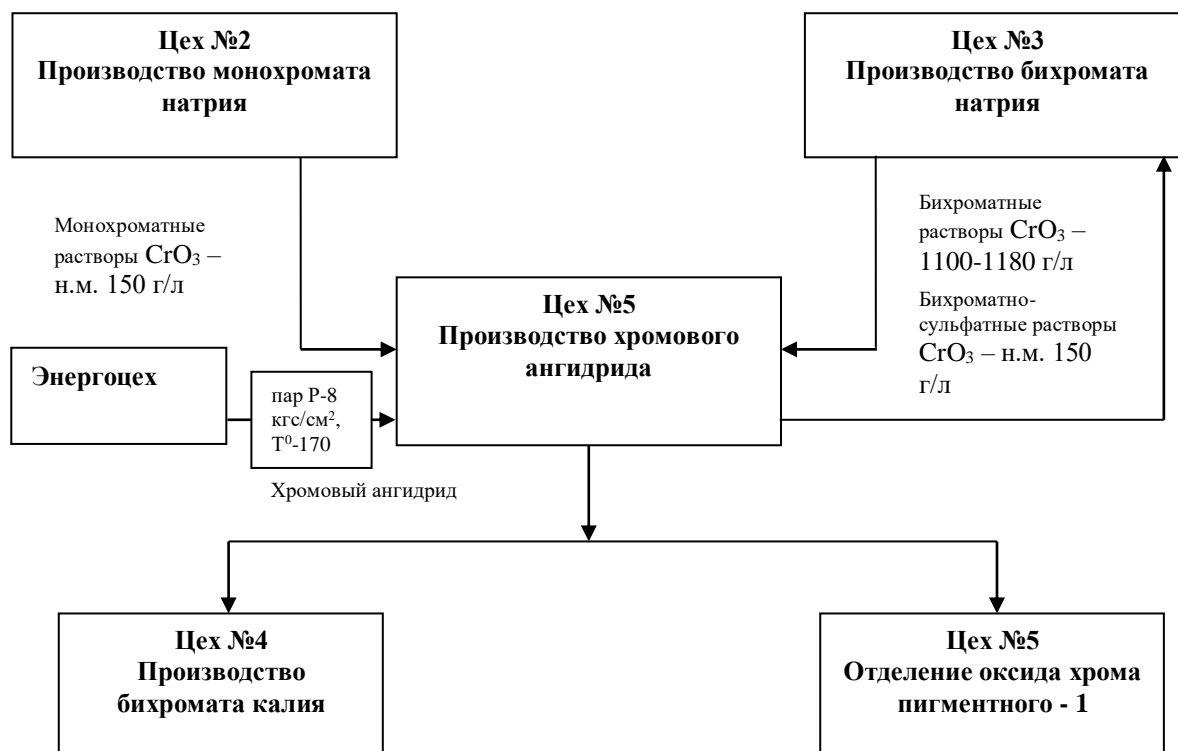 Цех №2
Производство монохромата
натрия
Цех №3
Производство бихромата
натрия
Монохроматные
растворы CrO₃ –
н.м. 150 г/л
Бихроматные
растворы CrO₃ –
1100-1180 г/л
Бихроматно-
сульфатные растворы
CrO₃ – н.м. 150
г/л
Цех №5
Производство хромового
ангидрида
Энергоцех
пар Р-8
кгс/см²,
Т⁰-170
Хромовый ангидрид
Цех №4
Производство
бихромата калия
Цех №5
Отделение оксида хрома
пигментного - 1